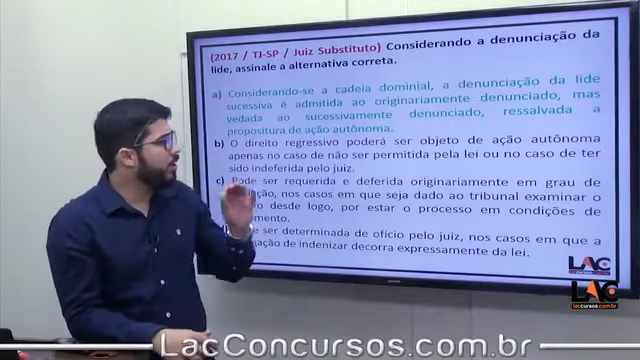 (2017 / TJ-SP / Juiz Substituto) Considerando a denunciação da
lide, assinale a alternativa correta.
a) Considerando-se a cadeia dominial, a denunciação da lide
sucessiva é admitida ao originariamente denunciado, mas
vedada ao sucessivamente denunciado, ressalvada a
propositura de ação autônoma.
b) O direito regressivo poderá ser objeto de ação autônoma
apenas no caso de não ser permitida pela lei ou no caso de ter
sido indeferida pelo juiz.
c) Pode ser requerida e deferida originariamente em grau de
nos casos em que seja dado ao tribunal examinar o
desde logo, por estar o processo em condições de
ser determinada de ofício pelo juiz, nos casos em que a
de indenizar decorra expressamente da lei.
LAC
LAC
lacconcursos.com.br
LacConcursos.com.br